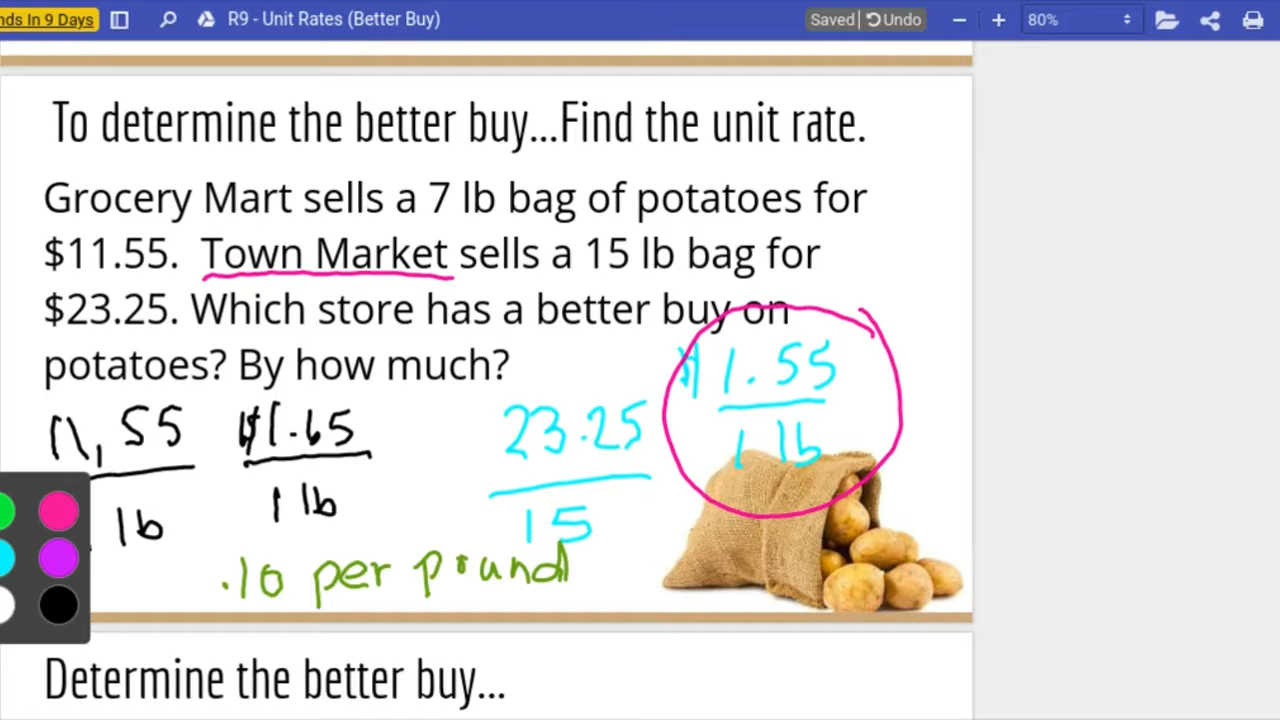 nds In 9 Days
R9 - Unit Rates (Better Buy)
Saved
Undo
80%
To determine the better buy...Find the unit rate.
Grocery Mart sells a 7 lb bag of potatoes for
$11.55. Town Market sells a 15 lb bag for
$23.25. Which store has a better buy on
potatoes? By how much?
11.55
lb
$1.65
1 lb
23.25
15
$1.55
1 lb
.10 per pound
Determine the better buy...